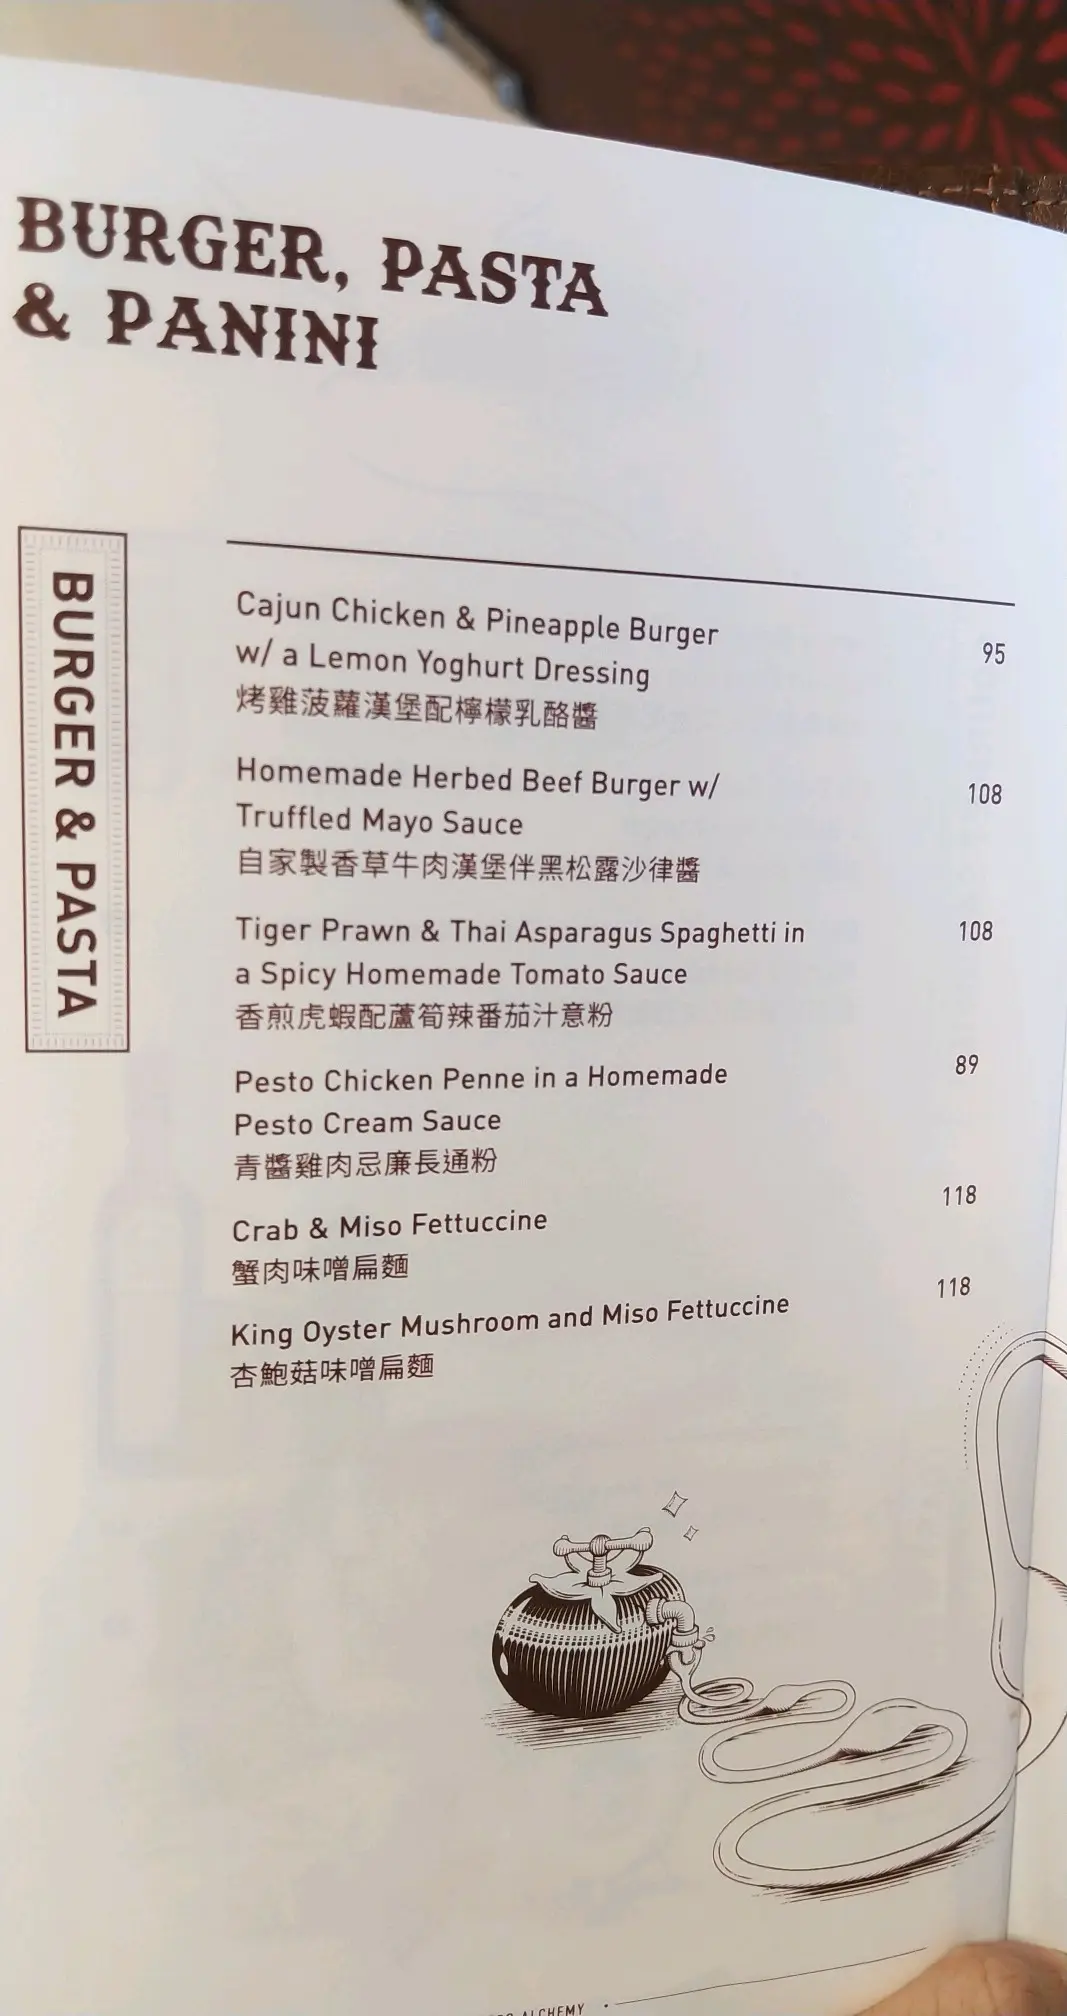 BURGER, PASTA
& PANINI
BURGER & PASTA
Cajun Chicken & Pineapple Burger
w/ a Lemon Yoghurt Dressing
95
烤雞菠蘿漢堡配檸檬乳酪醬
Homemade Herbed Beef Burger w/
108
Truffled Mayo Sauce
自家製香草牛肉漢堡伴黑松露沙律醬
Tiger Prawn & Thai Asparagus Spaghetti in
108
a Spicy Homemade Tomato Sauce
香煎虎蝦配蘆筍辣番茄汁意粉
Pesto Chicken Penne in a Homemade
89
Pesto Cream Sauce
青醬雞肉忌廉長通粉
Crab & Miso Fettuccine
118
蟹肉味噌扁麵
King Oyster Mushroom and Miso Fettuccine
118
杏鮑菇味噌扁麵
ALCHEMY